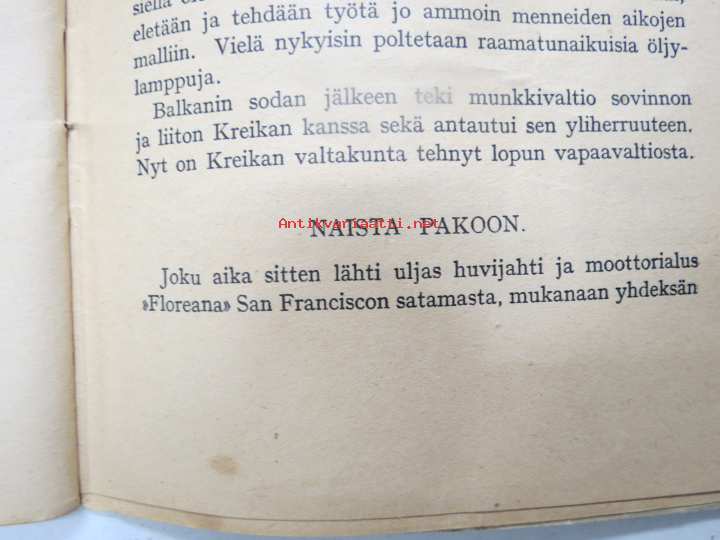 siellä
eletään ja tehdään työtä jo ammoin menneiden aikojen
malliin. Vielä nykyisin poltetaan raamatunaikuisia öljy-
lamppuja.
Balkanin sodan jälkeen teki munkkivaltio sovinnon
ja liiton Kreikan kanssa sekä antautui sen yliherruuteen.
Nyt on Kreikan valtakunta tehnyt lopun vapaavaltiosta.
Antikvariaatti.net
NAISTA PAKOON.
Joku aika sitten lähti uljas huvijahti ja moottorialus
»Floreana» San Franciscon satamasta, mukanaan yhdeksän